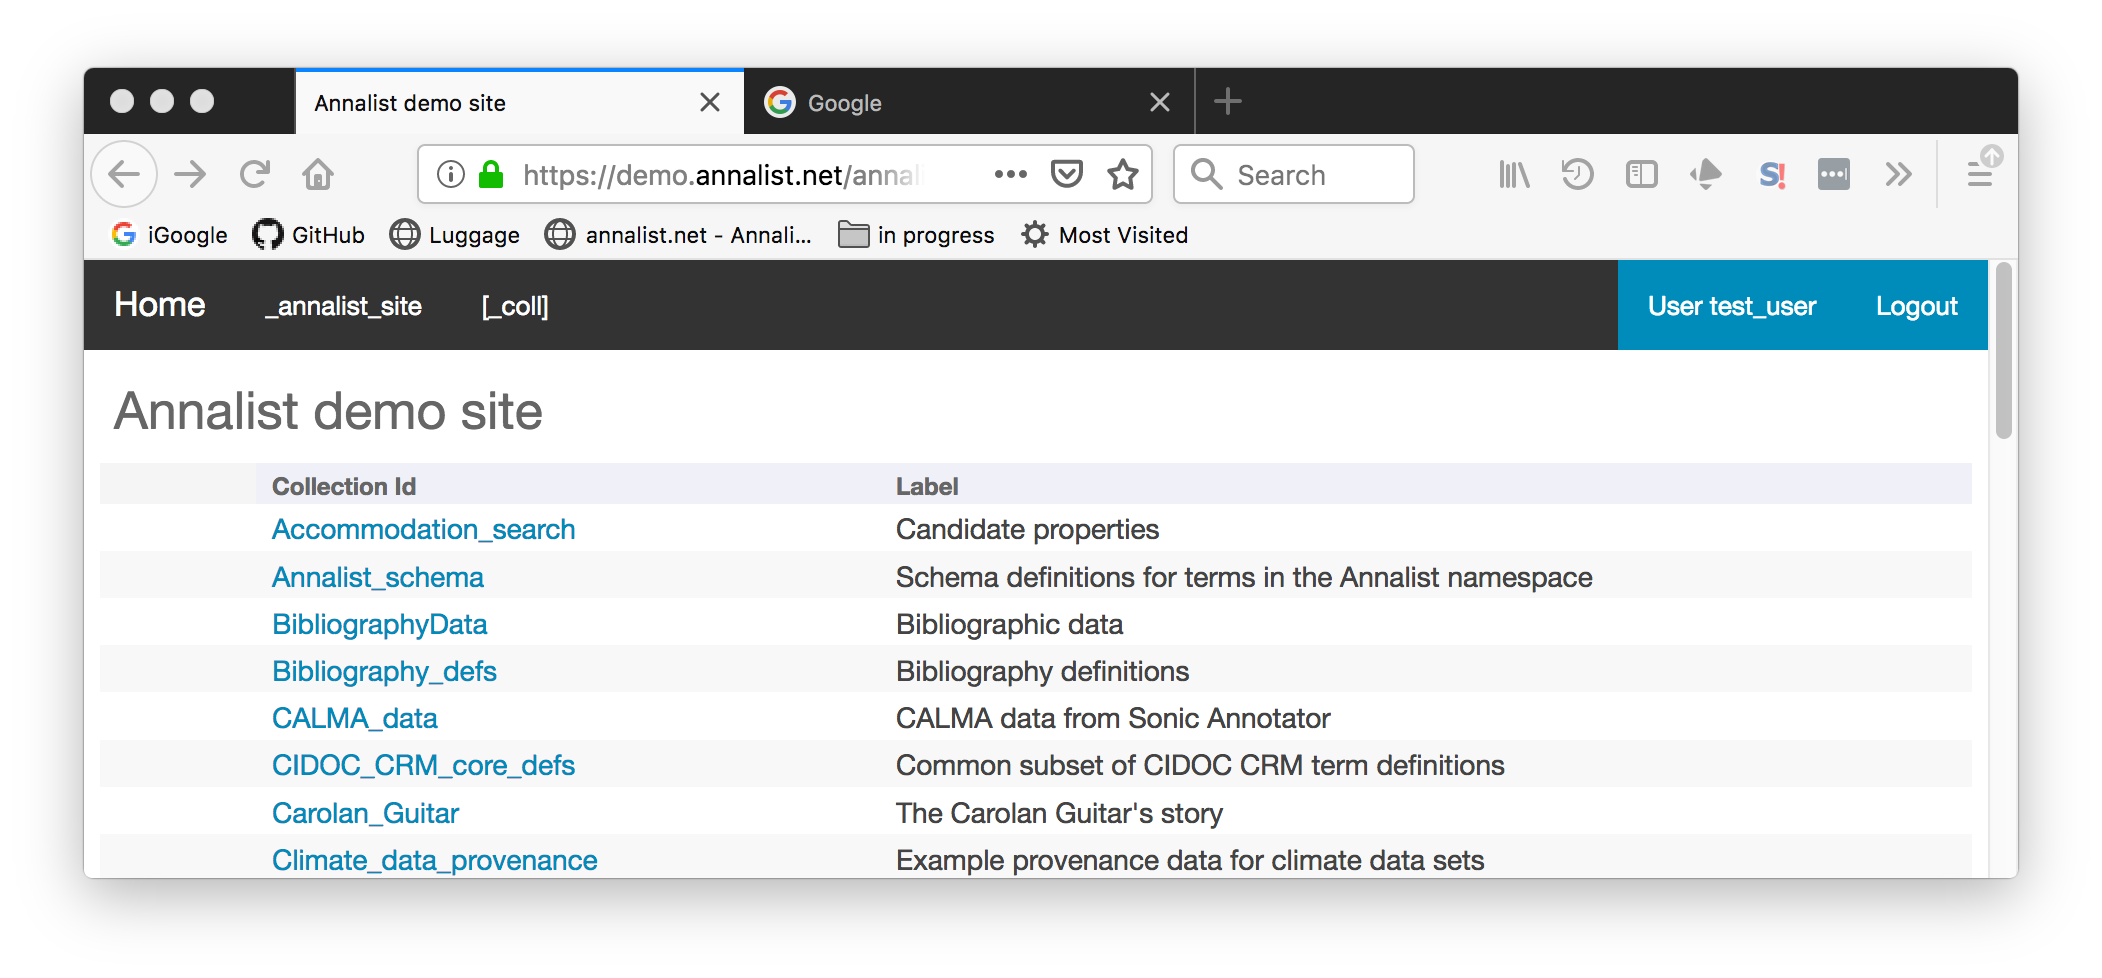 Annalist demo site
Google
https://demo.annalist.net/annal
Search
S!
iGoogle GitHub Luggage annalist.net - Annali... in progress Most Visited
Home _annalist_site [_coll] User test_user Logout
Annalist demo site
Collection Id Label
Accommodation_search Candidate properties
Annalist_schema Schema definitions for terms in the Annalist namespace
BibliographyData Bibliographic data
Bibliography_defs Bibliography definitions
CALMA_data CALMA data from Sonic Annotator
CIDOC_CRM_core_defs Common subset of CIDOC CRM term definitions
Carolan_Guitar The Carolan Guitar's story
Climate_data_provenance Example provenance data for climate data sets